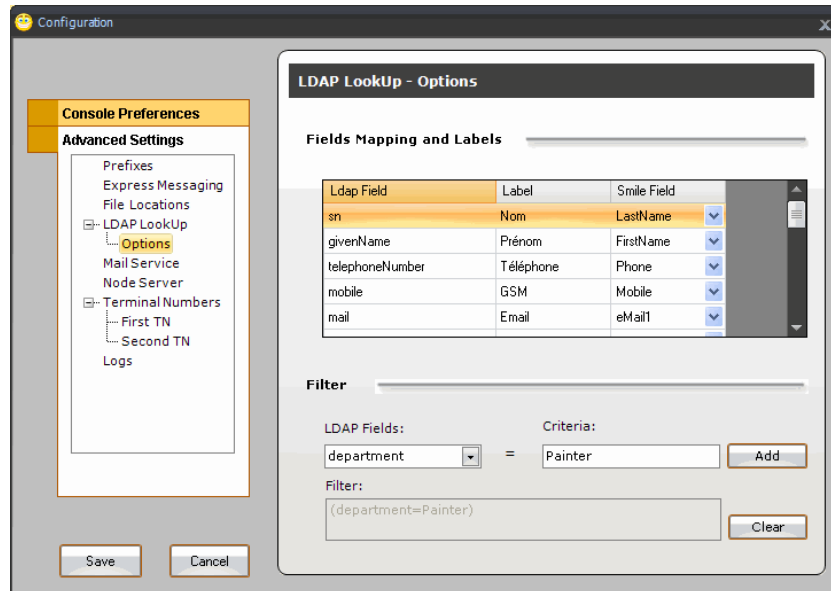 Configuration
x
LDAP LookUp - Options
Console Preferences
Advanced Settings
Prefixes
Express Messaging
File Locations
LDAP LookUp
Options
Mail Service
Node Server
Terminal Numbers
First TN
Second TN
Logs
Fields Mapping and Labels
Ldap Field Label Smile Field
sn Nom LastName
givenName Prénom FirstName
telephoneNumber Téléphone Phone
mobile GSM Mobile
mail Email eMail1
Filter
LDAP Fields: Criteria:
department = Painter Add
Filter:
(department=Painter)
Clear
Save Cancel